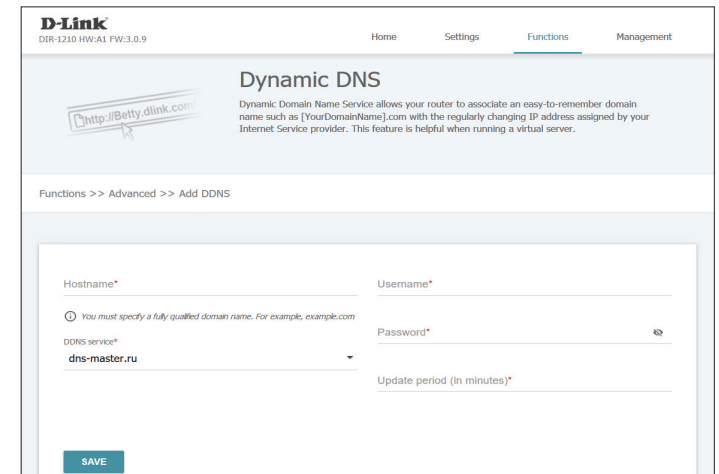 D-Link
DIR-1210 HW:A1 FW:3.0.9
Home Settings Functions Management
Dynamic DNS
http://Betty.dlink.com
Dynamic Domain Name Service allows your router to associate an easy-to-remember domain
name such as [YourDomainName].com with the regularly changing IP address assigned by your
Internet Service provider. This feature is helpful when running a virtual server.
Functions >> Advanced >> Add DDNS
Hostname*
You must specify a fully qualified domain name. For example, example.com
DDNS service*
dns-master.ru
Username*
Password*
Update period (in minutes)*
SAVE